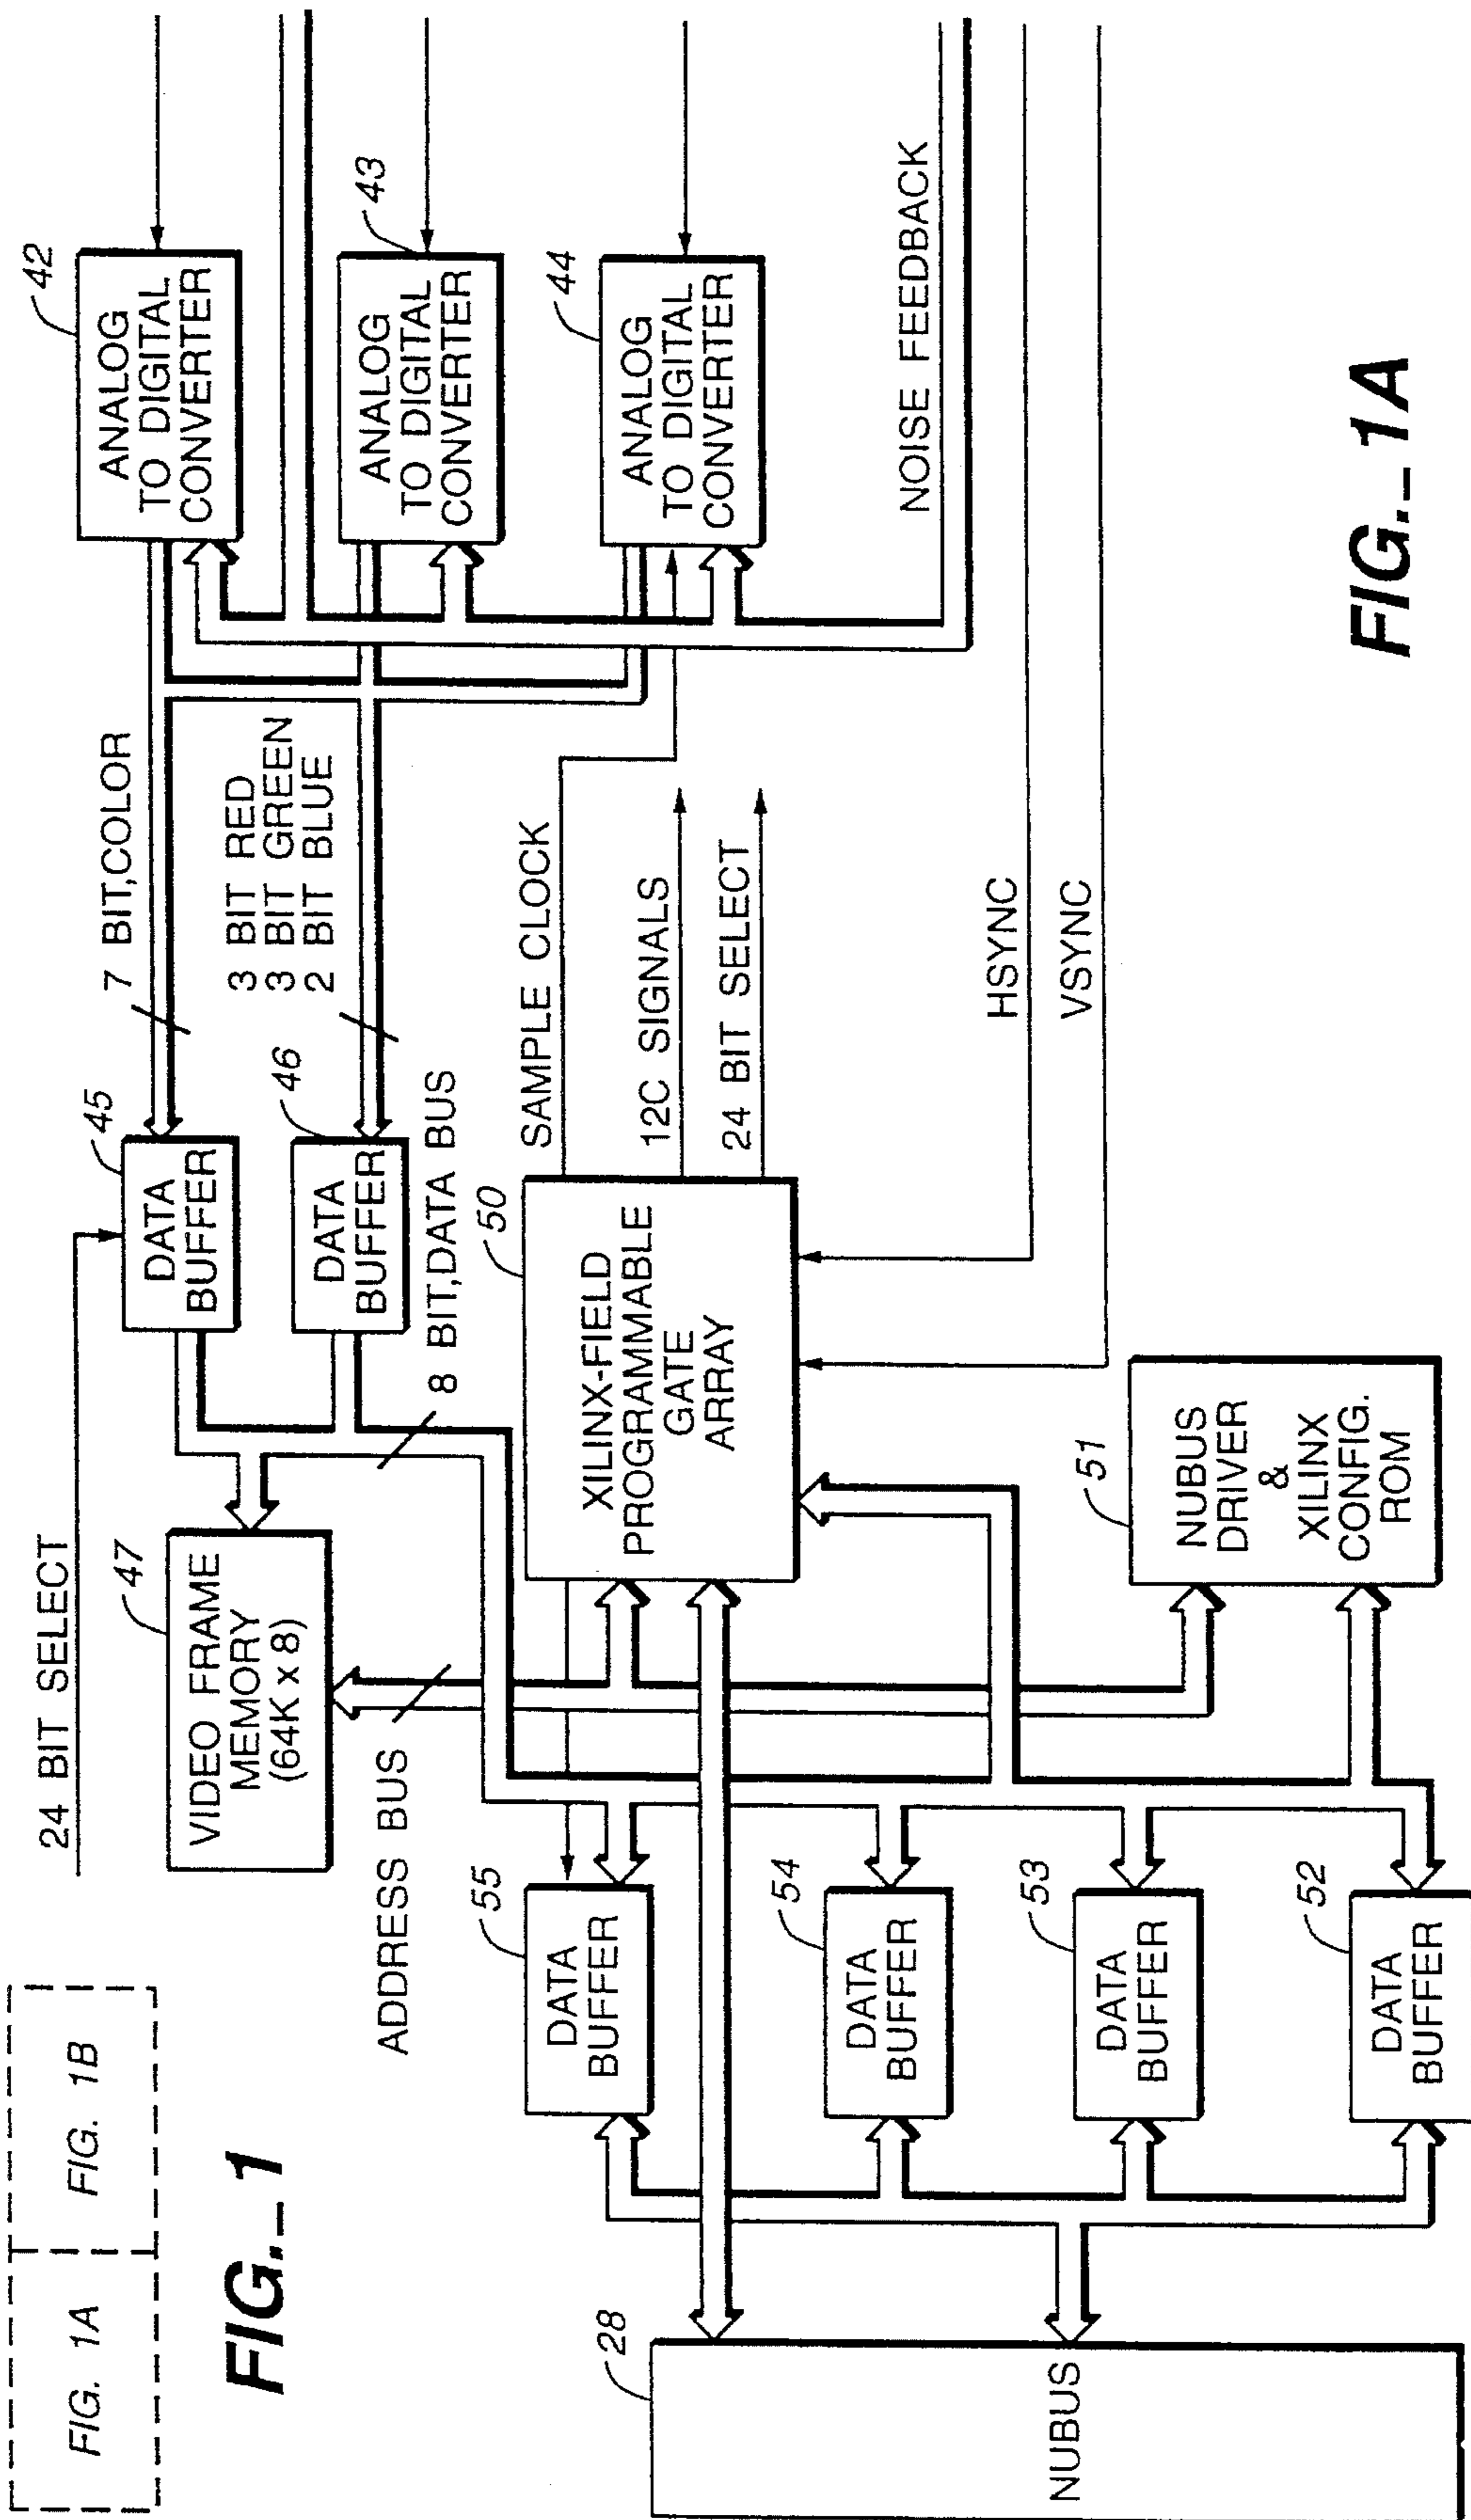 FIG. 1A
FIG. 1B
FIG._1
24 BIT SELECT
47
VIDEO FRAME
MEMORY
(64K x 8)
45
DATA
BUFFER
46
DATA
BUFFER
7 BIT,COLOR
3 BIT RED
3 BIT GREEN
2 BIT BLUE
42
ANALOG
TO DIGITAL
CONVERTER
43
ANALOG
TO DIGITAL
CONVERTER
44
ANALOG
TO DIGITAL
CONVERTER
ADDRESS BUS
8 BIT,DATA BUS
50
XILINX-FIELD
PROGRAMMABLE
GATE
ARRAY
SAMPLE CLOCK
12C SIGNALS
24 BIT SELECT
NOISE FEEDBACK
HSYNC
VSYNC
28
NUBUS
55
DATA
BUFFER
54
DATA
BUFFER
53
DATA
BUFFER
52
DATA
BUFFER
51
NUBUS
DRIVER
&
XILINX
CONFIG.
ROM
FIG._1A